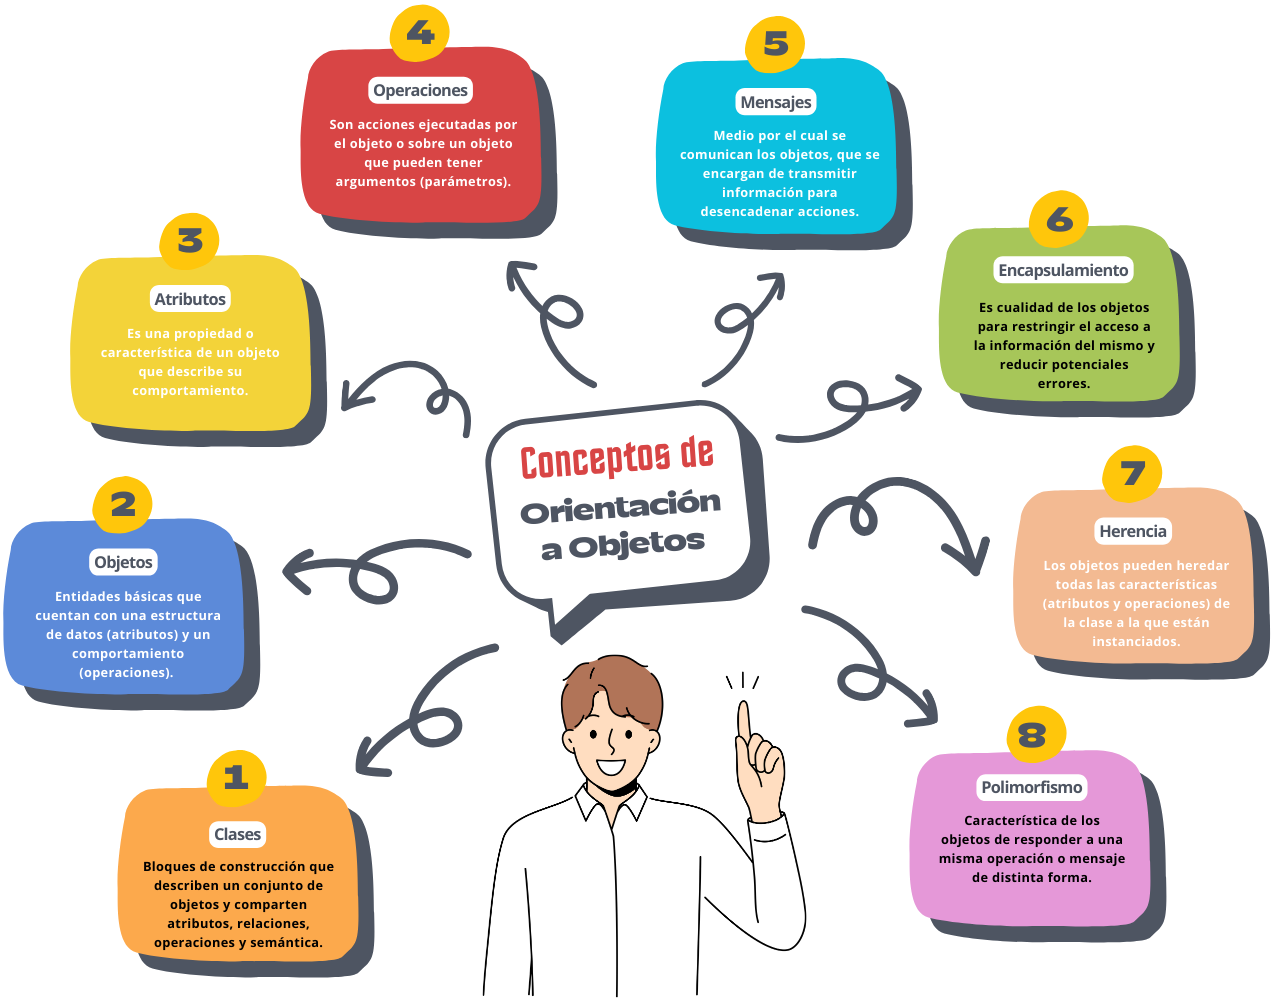 Conceptos de
Orientación
a Objetos
1
Clases
Bloques de construcción que
describen un conjunto de
objetos y comparten
atributos, relaciones,
operaciones y semántica.
2
Objetos
Entidades básicas que
cuentan con una estructura
de datos (atributos) y un
comportamiento
(operaciones).
3
Atributos
Es una propiedad o
característica de un objeto
que describe su
comportamiento.
4
Operaciones
Son acciones ejecutadas por
el objeto o sobre un objeto
que pueden tener
argumentos (parámetros).
5
Mensajes
Medio por el cual se
comunican los objetos, que se
encargan de transmitir
información para
desencadenar acciones.
6
Encapsulamiento
Es cualidad de los objetos
para restringir el acceso a
la información del mismo y
reducir potenciales
errores.
7
Herencia
Los objetos pueden heredar
todas las características
(atributos y operaciones) de
la clase a la que están
instanciados.
8
Polimorfismo
Característica de los
objetos de responder a una
misma operación o mensaje
de distinta forma.